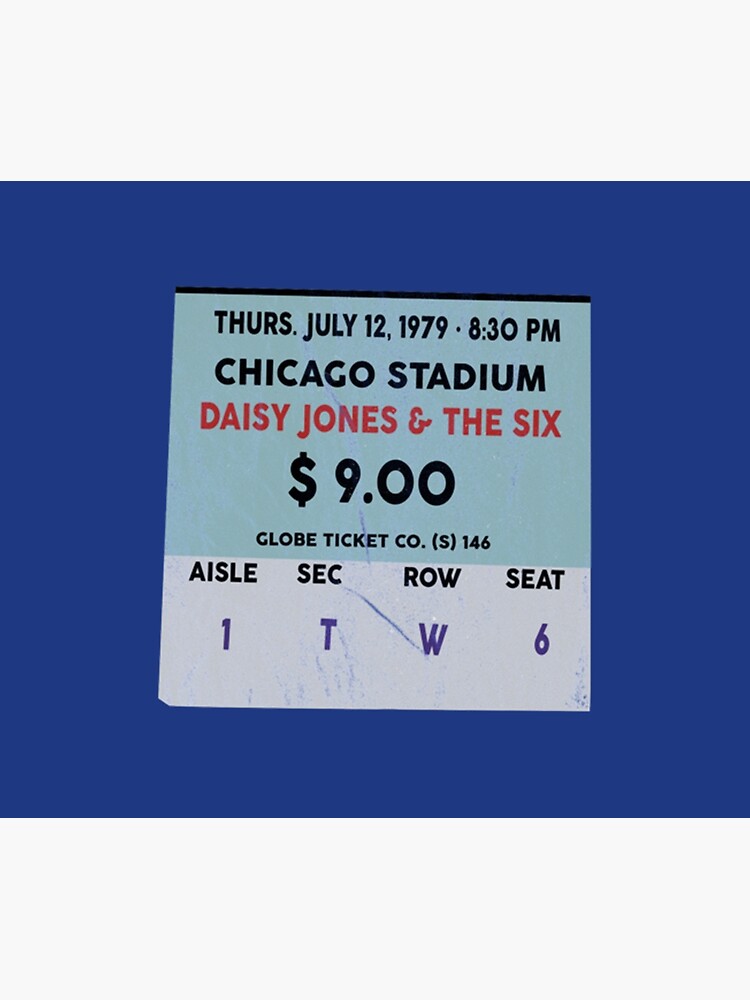 THURS. JULY 12, 1979 · 8:30 PM
CHICAGO STADIUM
DAISY JONES & THE SIX
$ 9.00
GLOBE TICKET CO. (S) 146
AISLE SEC ROW SEAT
1 T W 6